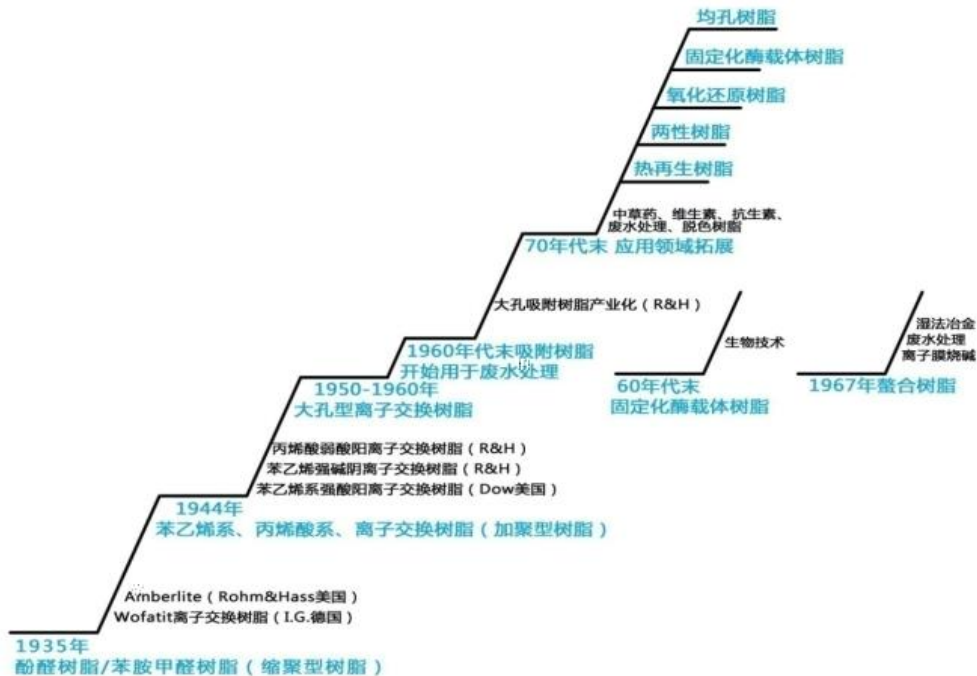 均孔树脂
固定化酶载体树脂
氧化还原树脂
两性树脂
热再生树脂
中草药、维生素、抗生素、
废水处理、脱色树脂
70年代末 应用领域拓展
大孔吸附树脂产业化（R&H）
1960年代末吸附树脂
开始用于废水处理
生物技术
60年代末
固定化酶载体树脂
湿法冶金
废水处理
离子膜烧碱
1967年螯合树脂
1950-1960年
大孔型离子交换树脂
丙烯酸弱酸阳离子交换树脂（R&H）
苯乙烯强碱阴离子交换树脂（R&H）
苯乙烯系强酸阳离子交换树脂（Dow美国）
1944年
苯乙烯系、丙烯酸系、离子交换树脂（加聚型树脂）
Amberlite（Rohm&Hass美国）
Wofatit离子交换树脂（I.G.德国）
1935年
酚醛树脂/苯胺甲醛树脂（缩聚型树脂）